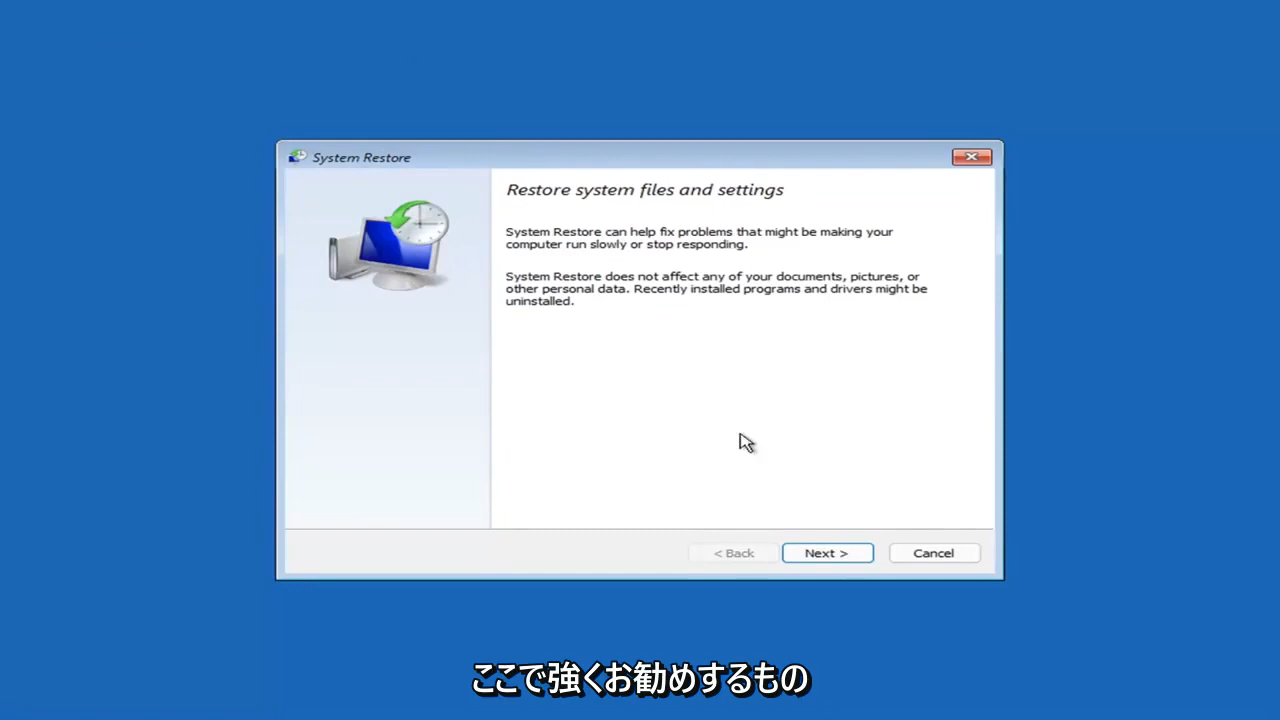 System Restore
Restore system files and settings
System Restore can help fix problems that might be making your
computer run slowly or stop responding.
System Restore does not affect any of your documents, pictures, or
other personal data. Recently installed programs and drivers might be
uninstalled.
< Back
Next >
Cancel
ここで強くお勧めするもの